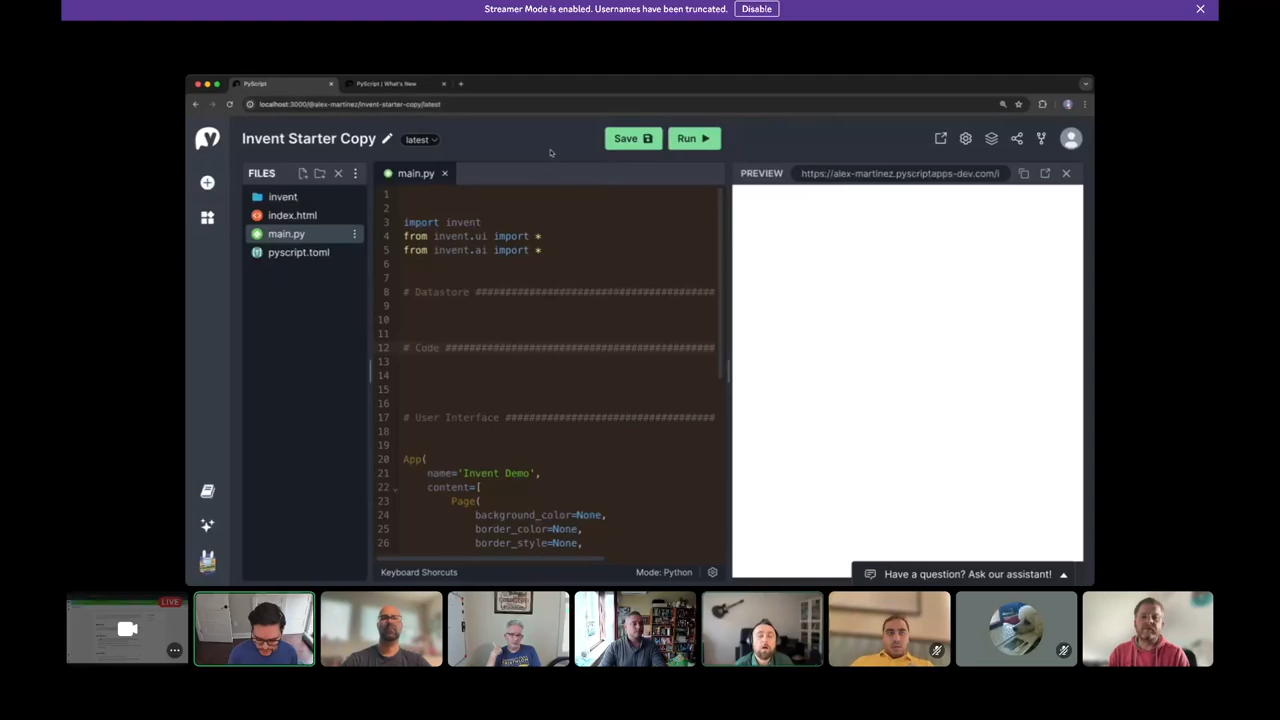 Streamer Mode is enabled. Usernames have been truncated. Disable
PyScript
PyScript | What's New
localhost:3000/@alex-martinez/invent-starter-copy/latest
Invent Starter Copy
latest
Save
Run
FILES
main.py
PREVIEW
https://alex-martinez.pyscriptapps-dev.com/i
invent
index.html
main.py
pyscript.toml
1
2
3 import invent
4 from invent.ui import *
5 from invent.ai import *
6
7
8 # Datastore ########################################
9
10
11
12 # Code #############################################
13
14
15
16
17 # User Interface ###################################
18
19
20 App(
21 name='Invent Demo',
22 content=[
23 Page(
24 background_color=None,
25 border_color=None,
26 border_style=None,
Keyboard Shorcuts
Mode: Python
Have a question? Ask our assistant!
LIVE